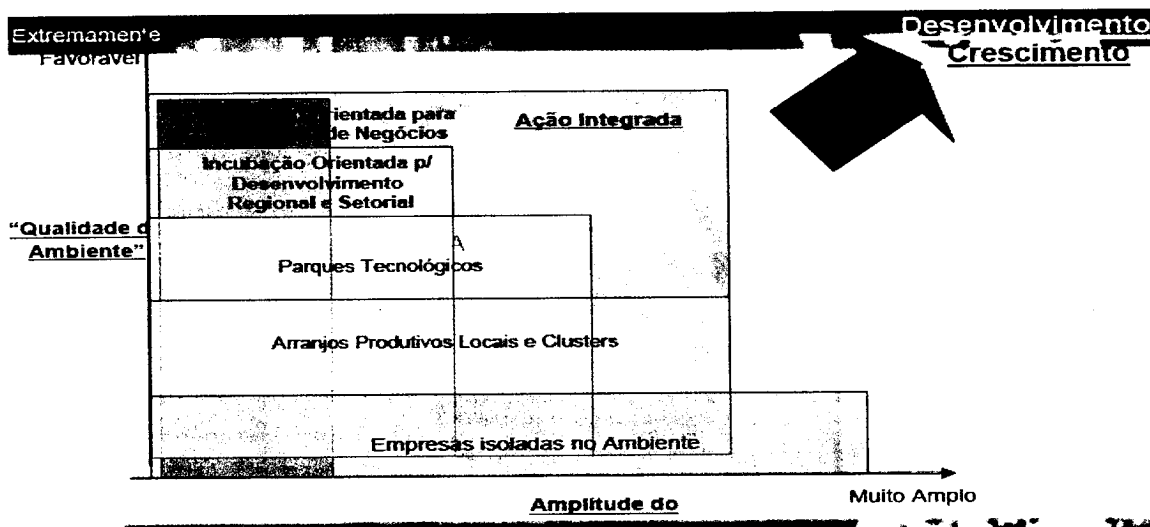 Extremamente
Favorável
Desenvolvimento
Crescimento
rientada para
de Negócios
Ação Integrada
Incubação Orientada p/
Desenvolvimento
Regional e Setorial
"Qualidade d
Ambiente"
Parques Tecnológicos
Arranjos Produtivos Locais e Clusters
Empresas isoladas no Ambiente
Muito Amplo
Amplitude do